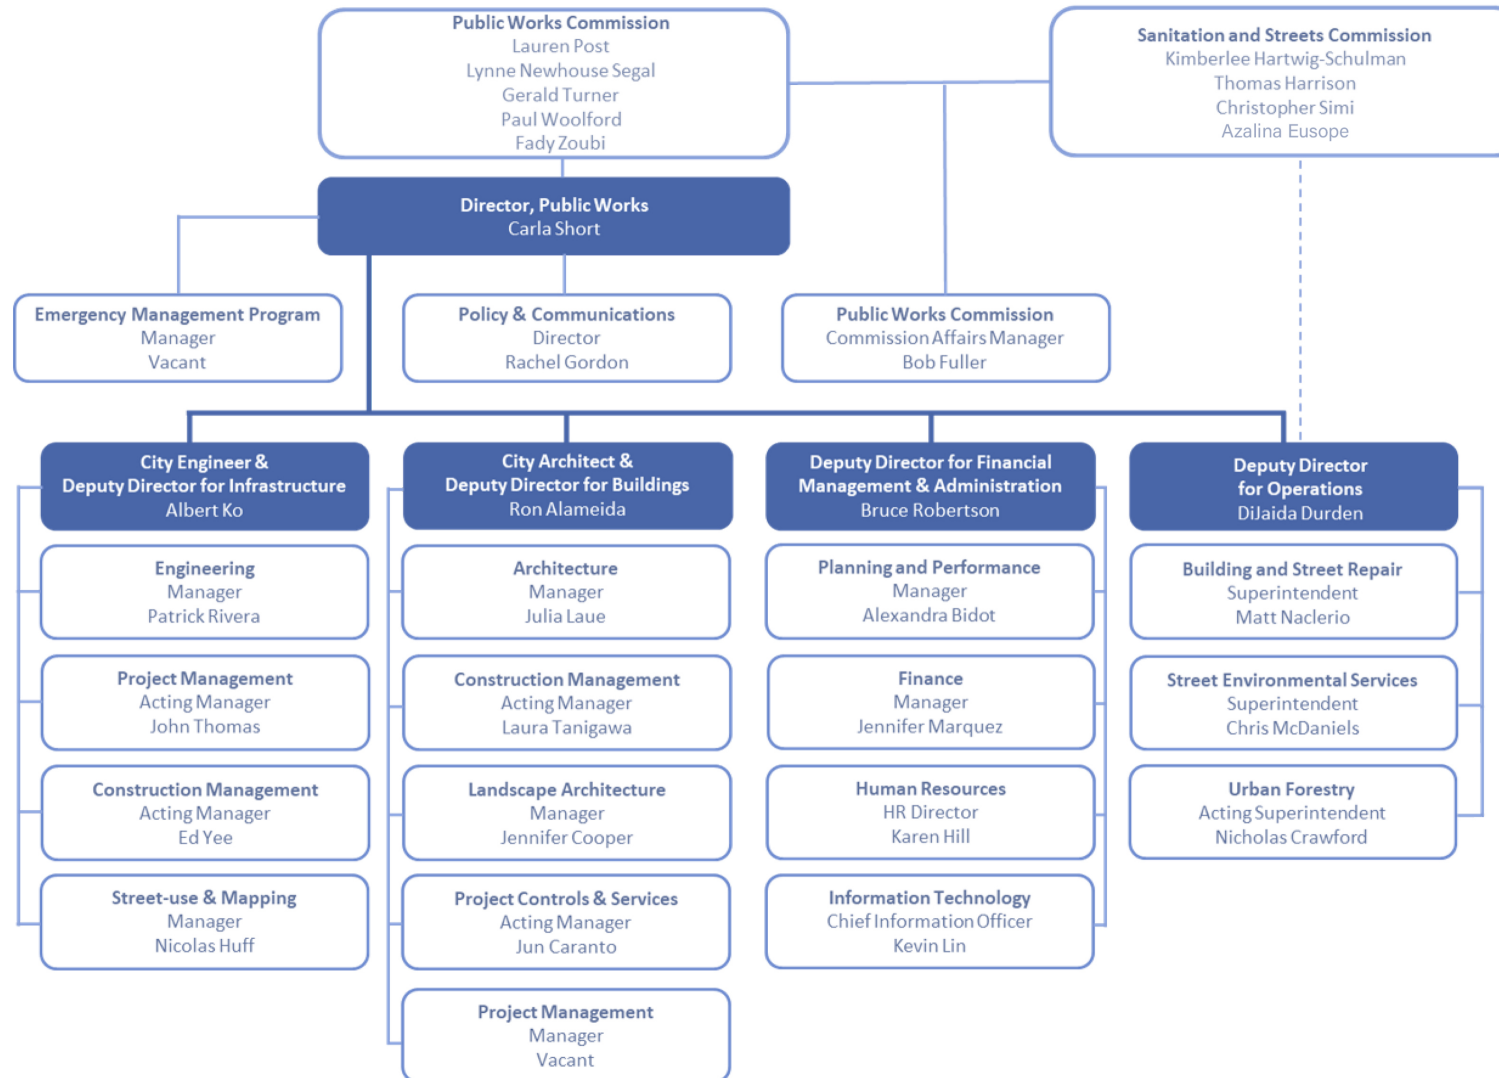 Public Works Commission
Lauren Post
Lynne Newhouse Segal
Gerald Turner
Paul Woolford
Fady Zoubi
Sanitation and Streets Commission
Kimberlee Hartwig-Schulman
Thomas Harrison
Christopher Simi
Azalina Eusope
Director, Public Works
Carla Short
Emergency Management Program
Manager
Vacant
Policy & Communications
Director
Rachel Gordon
Public Works Commission
Commission Affairs Manager
Bob Fuller
City Engineer &
Deputy Director for Infrastructure
Albert Ko
Engineering
Manager
Patrick Rivera
Project Management
Acting Manager
John Thomas
Construction Management
Acting Manager
Ed Yee
Street-use & Mapping
Manager
Nicolas Huff
City Architect &
Deputy Director for Buildings
Ron Alameida
Architecture
Manager
Julia Laue
Construction Management
Acting Manager
Laura Tanigawa
Landscape Architecture
Manager
Jennifer Cooper
Project Controls & Services
Acting Manager
Jun Caranto
Project Management
Manager
Vacant
Deputy Director for Financial
Management & Administration
Bruce Robertson
Planning and Performance
Manager
Alexandra Bidot
Finance
Manager
Jennifer Marquez
Human Resources
HR Director
Karen Hill
Information Technology
Chief Information Officer
Kevin Lin
Deputy Director
for Operations
DiJaida Durden
Building and Street Repair
Superintendent
Matt Naclerio
Street Environmental Services
Superintendent
Chris McDaniels
Urban Forestry
Acting Superintendent
Nicholas Crawford